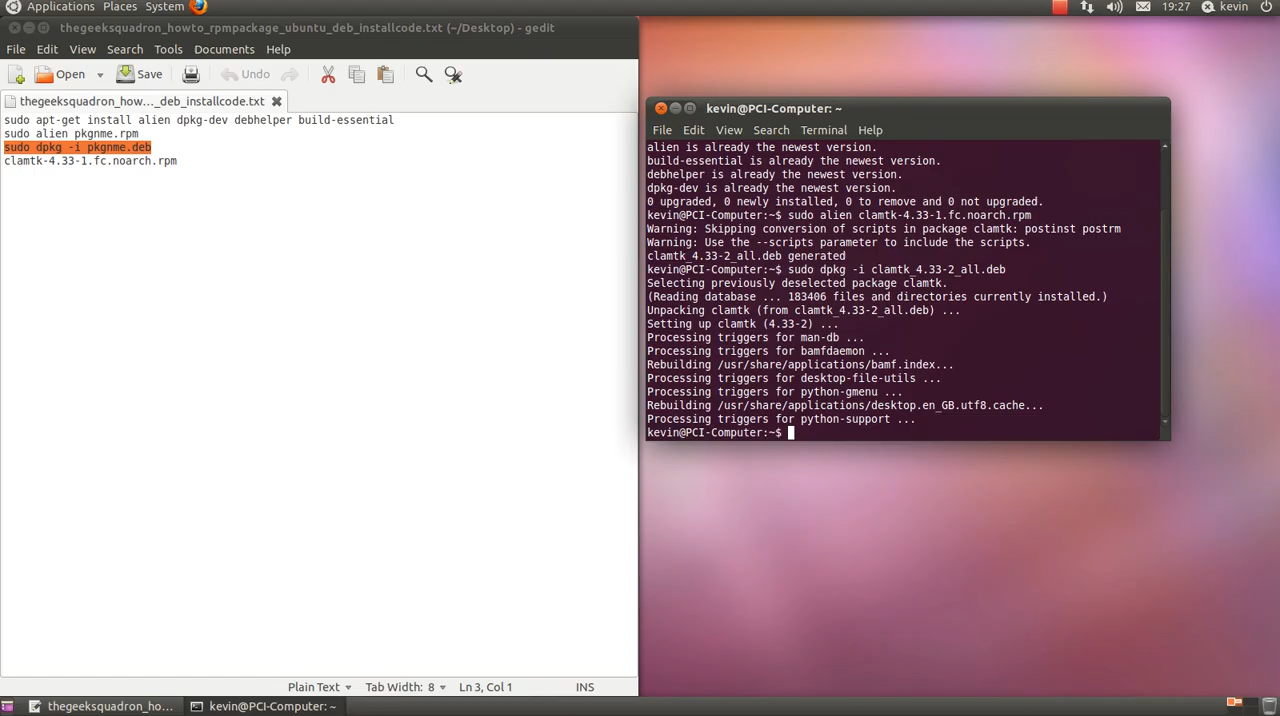 Applications Places System
19:27 kevin
thegeeksquadron_howto_rpmpackage_ubuntu_deb_installcode.txt (~/Desktop) - gedit
File Edit View Search Tools Documents Help
Open Save Undo
thegeeksquadron_how..._deb_installcode.txt
sudo apt-get install alien dpkg-dev debhelper build-essential
sudo alien pkgnme.rpm
sudo dpkg -i pkgnme.deb
clamtk-4.33-1.fc.noarch.rpm
Plain Text Tab Width: 8 Ln 3, Col 1 INS
kevin@PCI-Computer: ~
File Edit View Search Terminal Help
alien is already the newest version.
build-essential is already the newest version.
debhelper is already the newest version.
dpkg-dev is already the newest version.
0 upgraded, 0 newly installed, 0 to remove and 0 not upgraded.
kevin@PCI-Computer:~$ sudo alien clamtk-4.33-1.fc.noarch.rpm
Warning: Skipping conversion of scripts in package clamtk: postinst postrm
Warning: Use the --scripts parameter to include the scripts.
clamtk_4.33-2_all.deb generated
kevin@PCI-Computer:~$ sudo dpkg -i clamtk_4.33-2_all.deb
Selecting previously deselected package clamtk.
(Reading database ... 183406 files and directories currently installed.)
Unpacking clamtk (from clamtk_4.33-2_all.deb) ...
Setting up clamtk (4.33-2) ...
Processing triggers for man-db ...
Processing triggers for bamfdaemon ...
Rebuilding /usr/share/applications/bamf.index...
Processing triggers for desktop-file-utils ...
Processing triggers for python-gmenu ...
Rebuilding /usr/share/applications/desktop.en_GB.utf8.cache...
Processing triggers for python-support ...
kevin@PCI-Computer:~$
thegeeksquadron_ho... kevin@PCI-Computer: ~